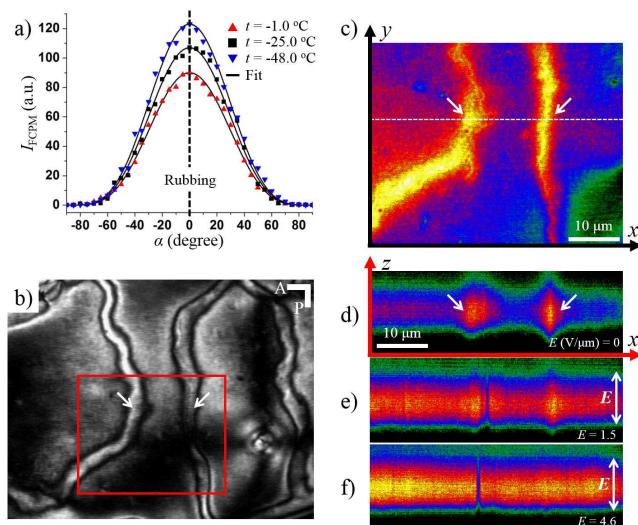 a)
I_FCPM (a.u.)
120
100
80
60
40
20
0
t = -1.0 °C
t = -25.0 °C
t = -48.0 °C
Fit
Rubbing
-80 -60 -40 -20 0 20 40 60 80
α (degree)
b)
A
P
c)
y
x
10 μm
z
d)
10 μm
E (V/μm) = 0
x
e)
E
E = 1.5
f)
E
E = 4.6